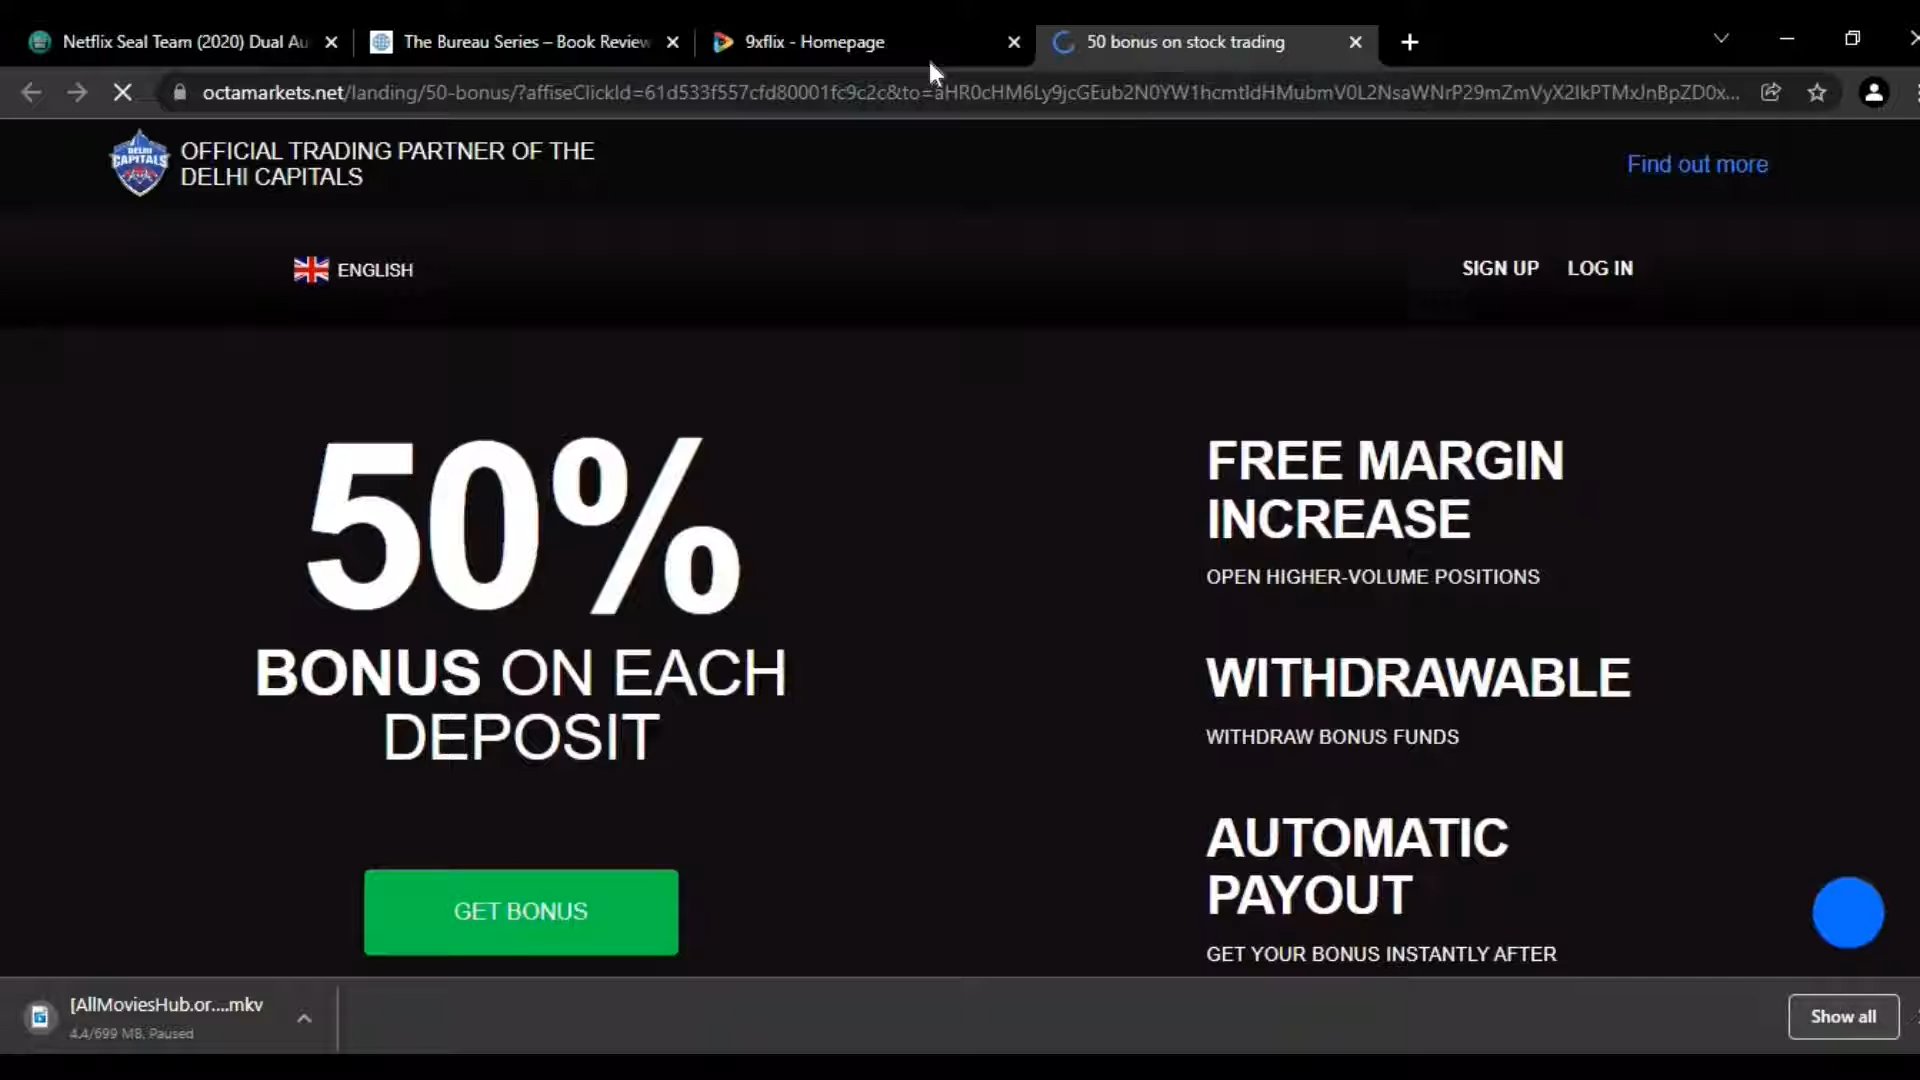 Netflix Seal Team (2020) Dual Au
The Bureau Series – Book Review
9xflix - Homepage
50 bonus on stock trading
octamarkets.net/landing/50-bonus/?affiseClickId=61d533f557cfd80001fc9c2c&to=aHR0cHM6Ly9jcGEub2N0YW1hcmtldHMubmV0L2NsaWNrP29mZmVyX2lkPTMxJnBpZD0x...
DELHI
CAPITALS
OFFICIAL TRADING PARTNER OF THE
DELHI CAPITALS
Find out more
ENGLISH
SIGN UP
LOG IN
50%
BONUS ON EACH
DEPOSIT
GET BONUS
FREE MARGIN
INCREASE
OPEN HIGHER-VOLUME POSITIONS
WITHDRAWABLE
WITHDRAW BONUS FUNDS
AUTOMATIC
PAYOUT
GET YOUR BONUS INSTANTLY AFTER
[AllMoviesHub.or....mkv
4.4/699 MB, Paused
Show all